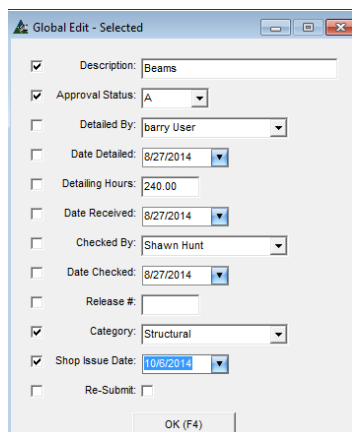 Global Edit - Selected
Description: Beams
Approval Status: A
Detailed By: barry User
Date Detailed: 8/27/2014
Detailing Hours: 240.00
Date Received: 8/27/2014
Checked By: Shawn Hunt
Date Checked: 8/27/2014
Release #:
Category: Structural
Shop Issue Date: 10/6/2014
Re-Submit:
OK (F4)